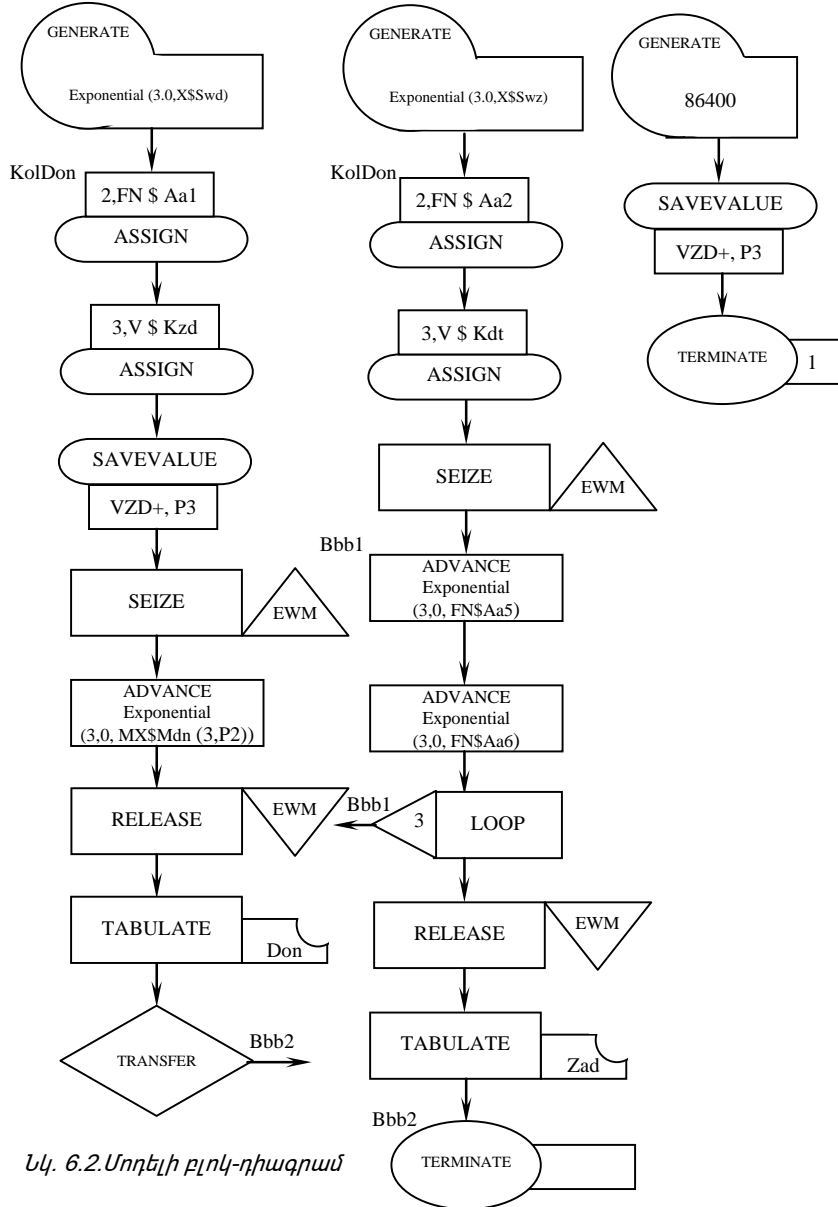 GENERATE
Exponential (3.0,X$Swd)
KolDon
2,FN $ Aa1
ASSIGN
3,V $ Kzd
ASSIGN
SAVEVALUE
VZD+, P3
SEIZE
EWM
ADVANCE
Exponential
(3,0, MX$Mdn (3,P2))
RELEASE
EWM
TABULATE
Don
TRANSFER
Bbb2
GENERATE
Exponential (3.0,X$Swz)
KolDon
2,FN $ Aa2
ASSIGN
3,V $ Kdt
ASSIGN
SEIZE
EWM
Bbb1
ADVANCE
Exponential
(3,0, FN$Aa5)
ADVANCE
Exponential
(3,0, FN$Aa6)
Bbb1
3
LOOP
RELEASE
EWM
TABULATE
Zad
Bbb2
TERMINATE
GENERATE
86400
SAVEVALUE
VZD+, P3
TERMINATE
1
Նկ. 6.2.Մոդելի բլոկ-դիագրամ